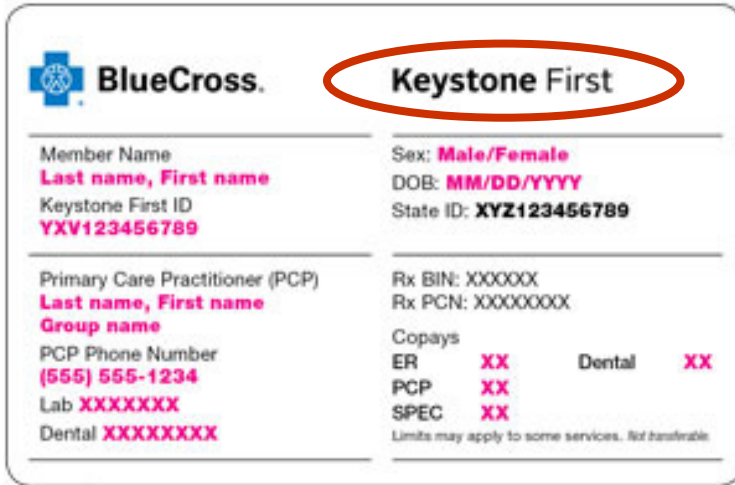 BlueCross.
Keystone First
Member Name
Last name, First name
Keystone First ID
YXV123456789
Sex: Male/Female
DOB: MM/DD/YYYY
State ID: XYZ123456789
Primary Care Practitioner (PCP)
Last name, First name
Group name
PCP Phone Number
(555) 555-1234
Lab XXXXXXX
Dental XXXXXXXX
Rx BIN: XXXXXX
Rx PCN: XXXXXXXX
Copays
ER XX Dental XX
PCP XX
SPEC XX
Limits may apply to some services. Not transferable.